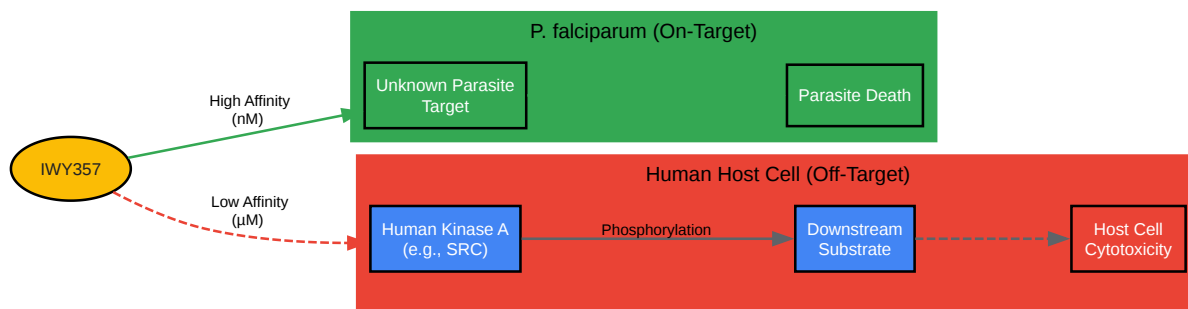 P. falciparum (On-Target)
Unknown Parasite
Target
Parasite Death
High Affinity
(nM)
IWY357
Human Host Cell (Off-Target)
Low Affinity
(µM)
Human Kinase A
(e.g., SRC)
Phosphorylation
Downstream
Substrate
Host Cell
Cytotoxicity